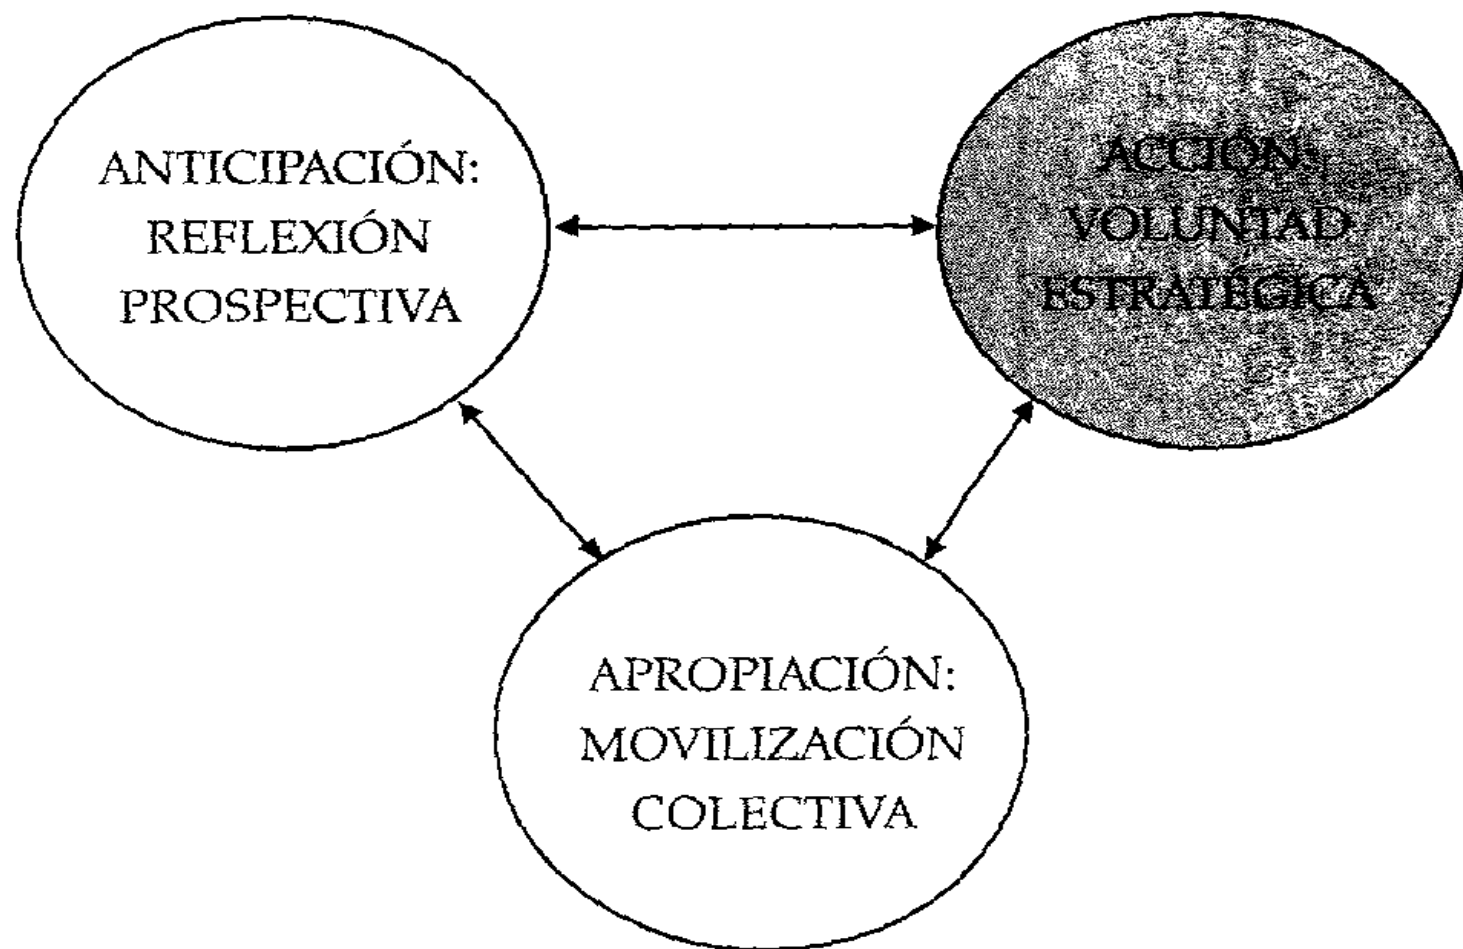 ANTICIPACIÓN:
REFLEXIÓN
PROSPECTIVA
ACCIÓN:
VOLUNTAD
ESTRATÉGICA
APROPIACIÓN:
MOVILIZACIÓN
COLECTIVA